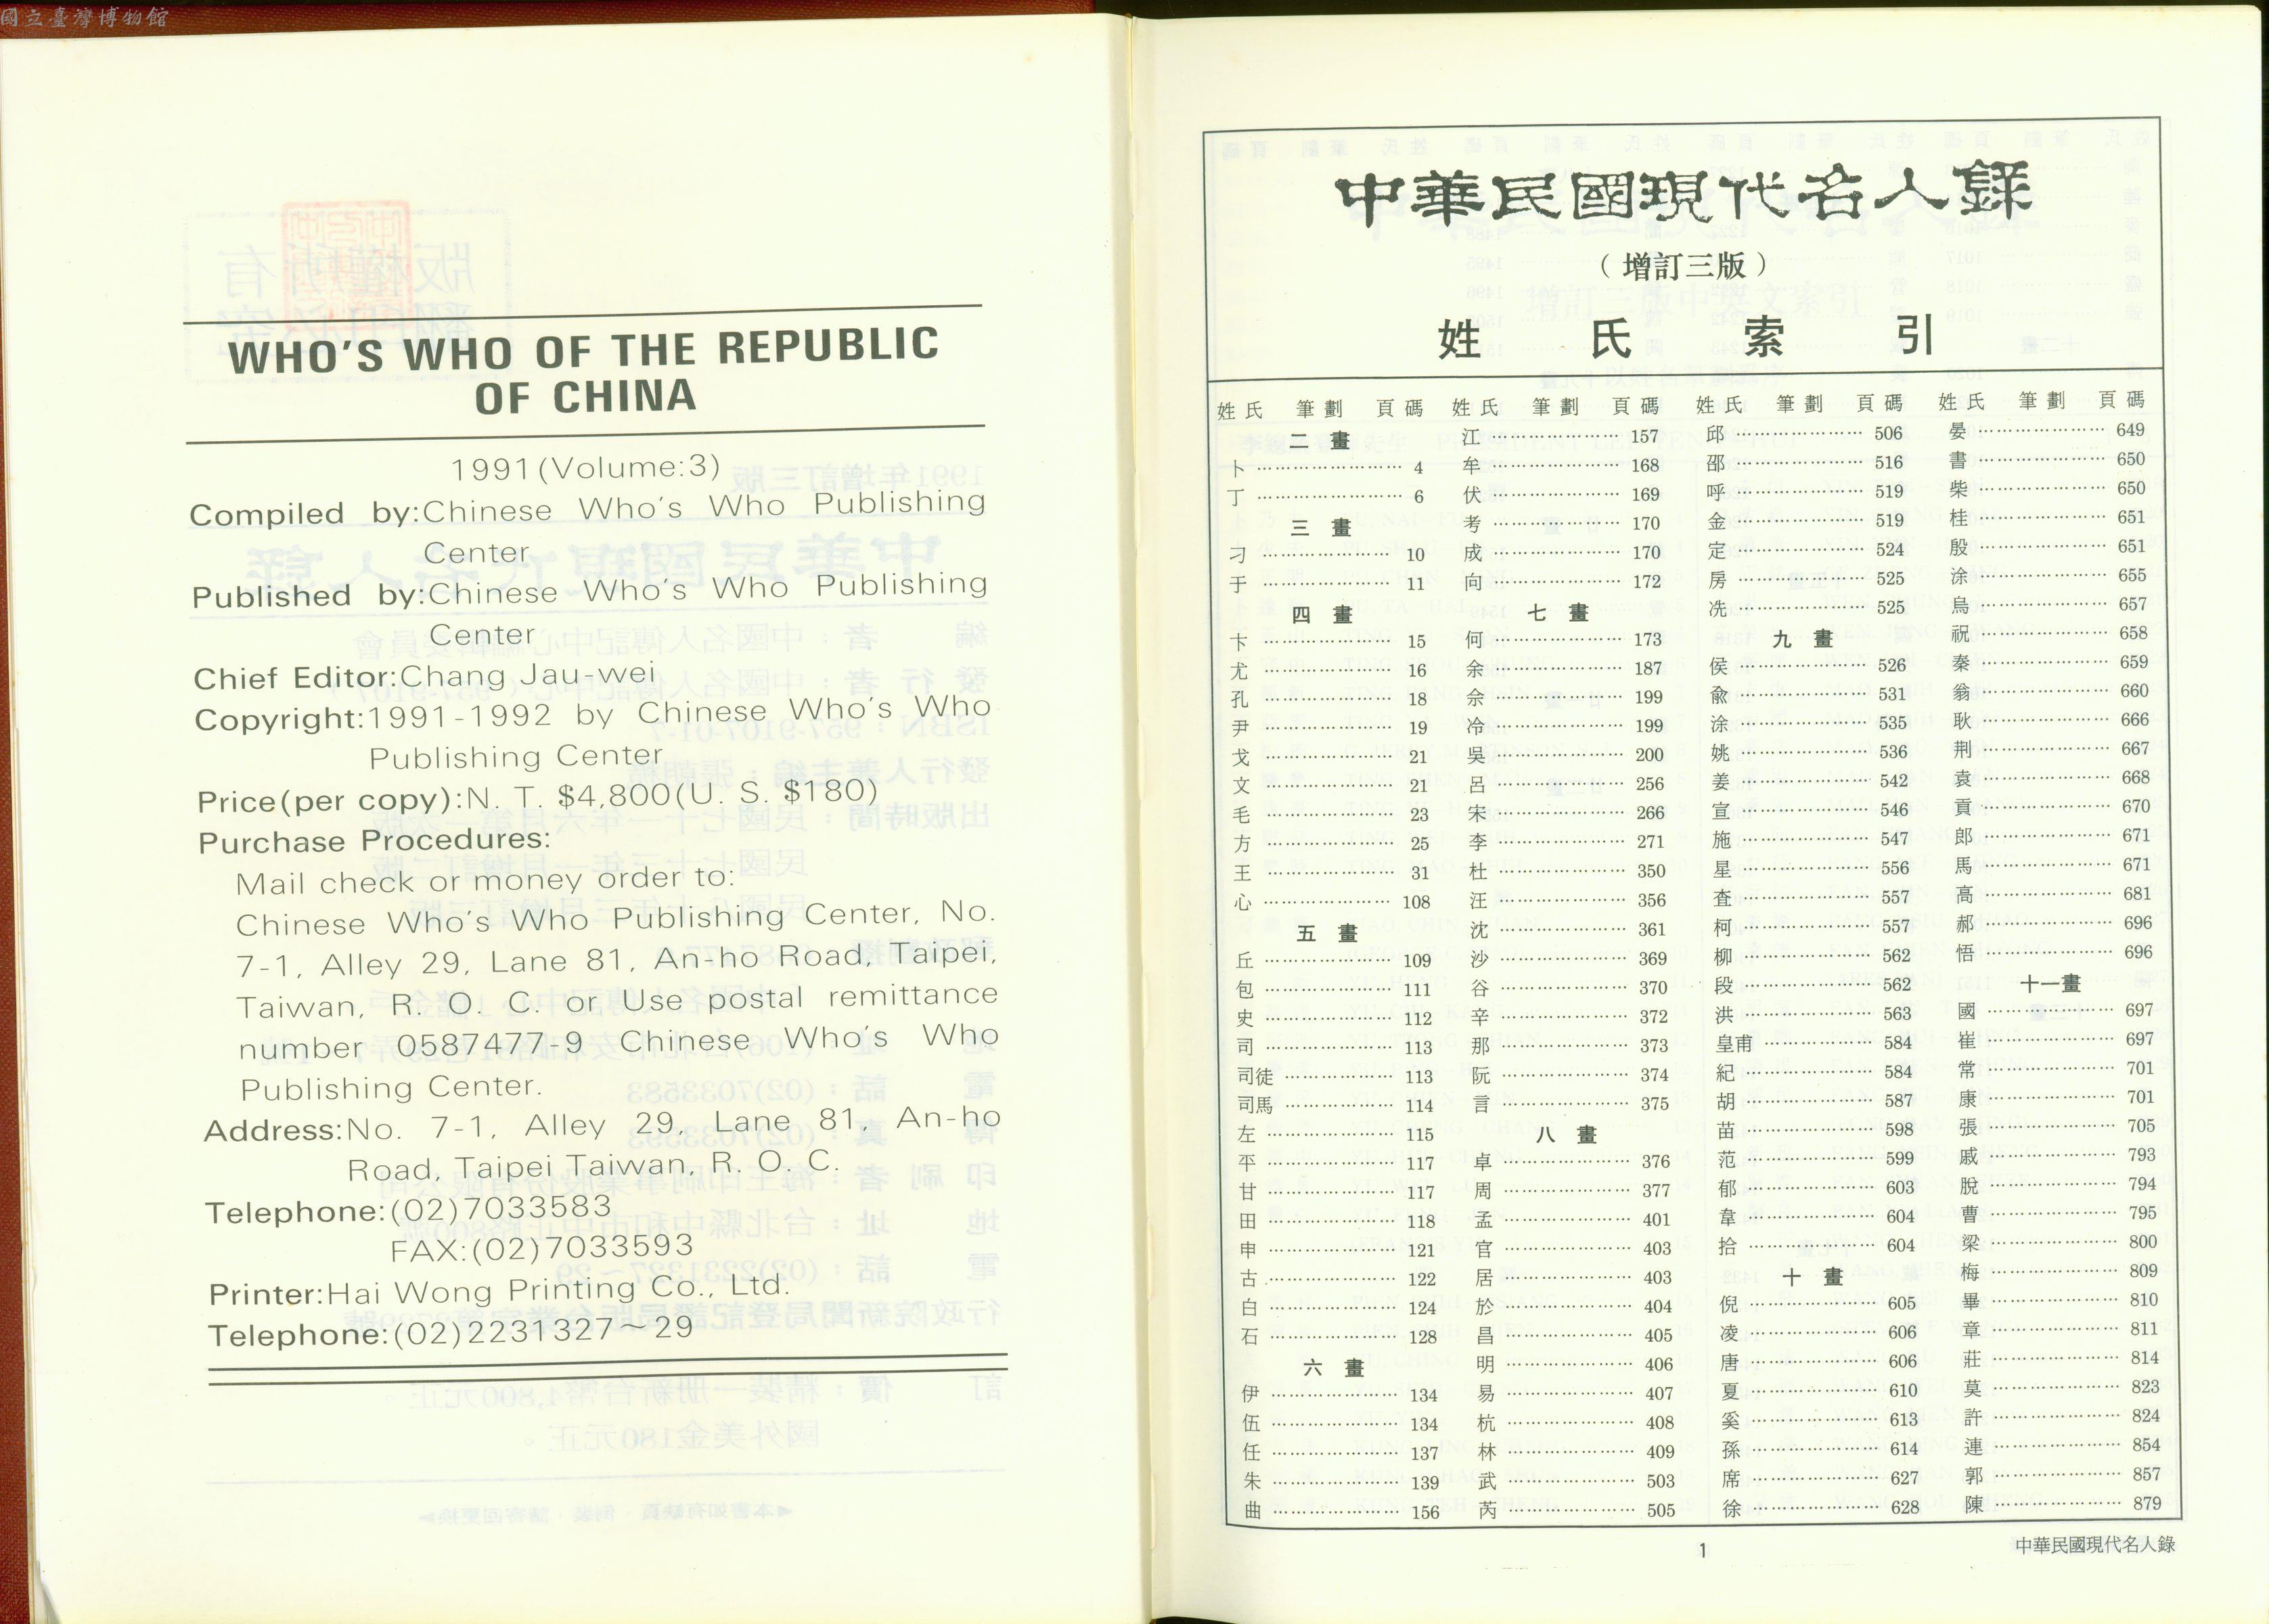 國立臺灣博物館
WHO'S WHO OF THE REPUBLIC
OF CHINA
1991(Volume:3)
Compiled by:Chinese Who's Who Publishing
Center
Published by:Chinese Who's Who Publishing
Center
Chief Editor:Chang Jau-wei
Copyright:1991-1992 by Chinese Who's Who
Publishing Center
Price(per copy):N. T. $4,800(U. S. $180)
Purchase Procedures:
Mail check or money order to:
Chinese Who's Who Publishing Center, No.
7-1, Alley 29, Lane 81, An-ho Road, Taipei,
Taiwan, R. O. C. or Use postal remittance
number 0587477-9 Chinese Who's Who
Publishing Center.
Address:No. 7-1, Alley 29, Lane 81, An-ho
Road, Taipei Taiwan, R. O. C.
Telephone:(02)7033583
FAX:(02)7033593
Printer:Hai Wong Printing Co., Ltd.
Telephone:(02)2231327~29
中華民國現代名人錄
(增訂三版)
姓氏索引
姓氏 筆劃 頁碼 姓氏 筆劃 頁碼 姓氏 筆劃 頁碼 姓氏 筆劃 頁碼
二畫
卜 4
丁 6
三畫
刁 10
于 11
四畫
卞 15
尤 16
孔 18
尹 19
戈 21
文 21
毛 23
方 25
王 31
心 108
五畫
丘 109
包 111
史 112
司 113
司徒 113
司馬 114
左 115
平 117
甘 117
田 118
申 121
古 122
白 124
石 128
六畫
伊 134
伍 134
任 137
朱 139
曲 156
江 157
牟 168
伏 169
考 170
成 170
向 172
七畫
何 173
余 187
佘 199
冷 199
吳 200
呂 256
宋 266
李 271
杜 350
汪 356
沈 361
沙 369
谷 370
辛 372
那 373
阮 374
言 375
八畫
卓 376
周 377
孟 401
官 403
居 403
於 404
昌 405
明 406
易 407
杭 408
林 409
武 503
芮 505
邱 506
邵 516
呼 519
金 519
定 524
房 525
冼 525
九畫
侯 526
俞 531
涂 535
姚 536
姜 542
宣 546
施 547
星 556
查 557
柯 557
柳 562
段 562
洪 563
皇甫 584
紀 584
胡 587
苗 598
范 599
郁 603
韋 604
拾 604
十畫
倪 605
凌 606
唐 606
夏 610
奚 613
孫 614
席 627
徐 628
晏 649
書 650
柴 650
桂 651
殷 651
涂 655
烏 657
祝 658
秦 659
翁 660
耿 666
荆 667
袁 668
貢 670
郎 671
馬 671
高 681
郝 696
悟 696
十一畫
國 697
崔 697
常 701
康 701
張 705
戚 793
脫 794
曹 795
梁 800
梅 809
畢 810
章 811
莊 814
莫 823
許 824
連 854
郭 857
陳 879
1
中華民國現代名人錄